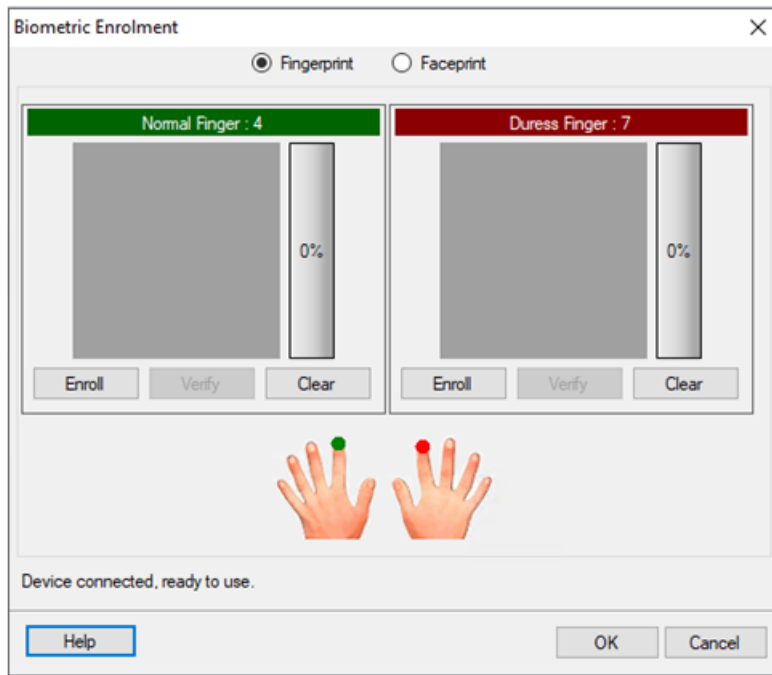 Biometric Enrolment
Fingerprint Faceprint
Normal Finger : 4 Duress Finger : 7
0% 0%
Enroll Verify Clear Enroll Verify Clear
Device connected, ready to use.
Help OK Cancel